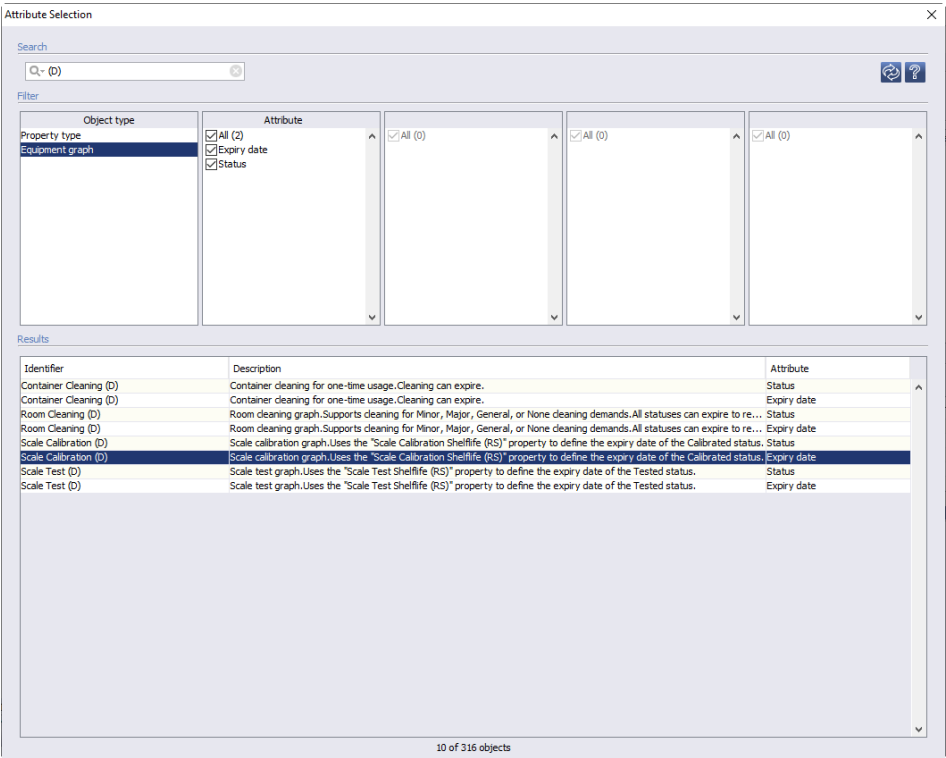 Attribute Selection
Search
(D)
Filter
Object type
Property type
Equipment graph
Attribute
All (2)
Expiry date
Status
All (0)
All (0)
All (0)
Results
Identifier Description Attribute
Container Cleaning (D) Container cleaning for one-time usage.Cleaning can expire. Status
Container Cleaning (D) Container cleaning for one-time usage.Cleaning can expire. Expiry date
Room Cleaning (D) Room cleaning graph.Supports cleaning for Minor, Major, General, or None cleaning demands.All statuses can expire to re... Status
Room Cleaning (D) Room cleaning graph.Supports cleaning for Minor, Major, General, or None cleaning demands.All statuses can expire to re... Expiry date
Scale Calibration (D) Scale calibration graph.Uses the "Scale Calibration Shelflife (RS)" property to define the expiry date of the Calibrated status. Status
Scale Calibration (D) Scale calibration graph.Uses the "Scale Calibration Shelflife (RS)" property to define the expiry date of the Calibrated status. Expiry date
Scale Test (D) Scale test graph.Uses the "Scale Test Shelflife (RS)" property to define the expiry date of the Tested status. Status
Scale Test (D) Scale test graph.Uses the "Scale Test Shelflife (RS)" property to define the expiry date of the Tested status. Expiry date
10 of 316 objects